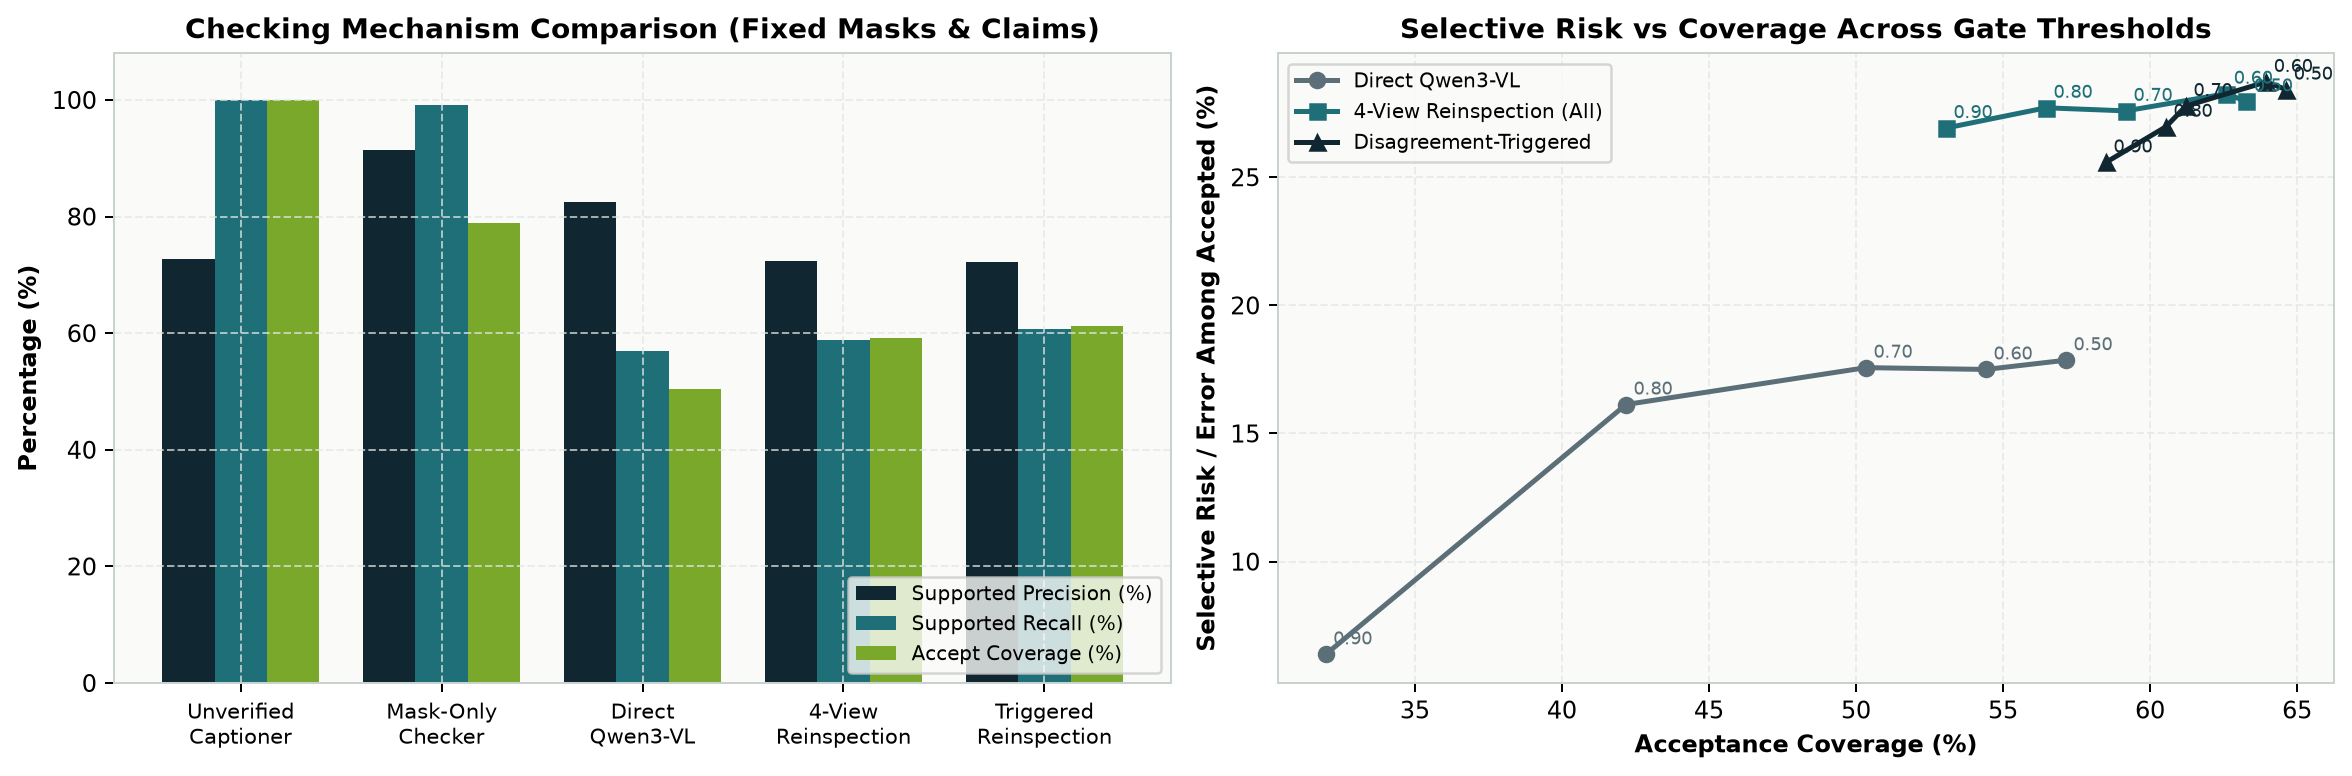 Checking Mechanism Comparison (Fixed Masks & Claims)
Percentage (%)
100
80
60
40
20
0
Unverified
Captioner
Mask-Only
Checker
Direct
Qwen3-VL
4-View
Reinspection
Triggered
Reinspection
Supported Precision (%)
Supported Recall (%)
Accept Coverage (%)
Selective Risk vs Coverage Across Gate Thresholds
Selective Risk / Error Among Accepted (%)
25
20
15
10
Direct Qwen3-VL
4-View Reinspection (All)
Disagreement-Triggered
0.90
0.80
0.70
0.60
0.50
0.90
0.80
0.70
0.60
0.50
0.90
0.80
0.70
0.60
0.50
35
40
45
50
55
60
65
Acceptance Coverage (%)